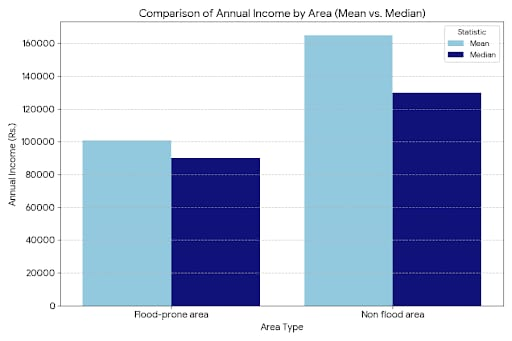 Comparison of Annual Income by Area (Mean vs. Median)
Statistic
Mean
Median
Annual Income (Rs.)
160000
140000
120000
100000
80000
60000
40000
20000
0
Flood-prone area
Non flood area
Area Type